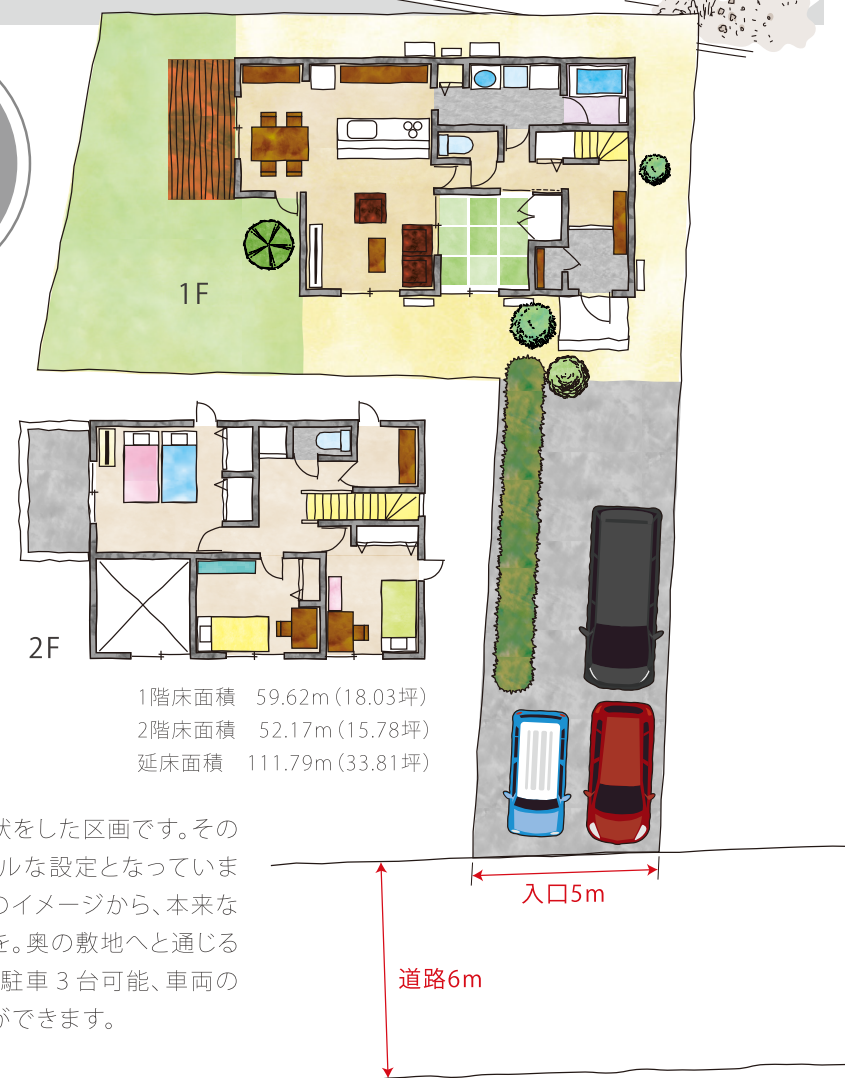 1F
2F
1階床面積 59.62m（18.03坪）
2階床面積 52.17m（15.78坪）
延床面積 111.79m（33.81坪）
状をした区画です。その
ルな設定となっていま
のイメージから、本来な
を。奥の敷地へと通じる
駐車３台可能、車両の
ができます。
入口5m
道路6m